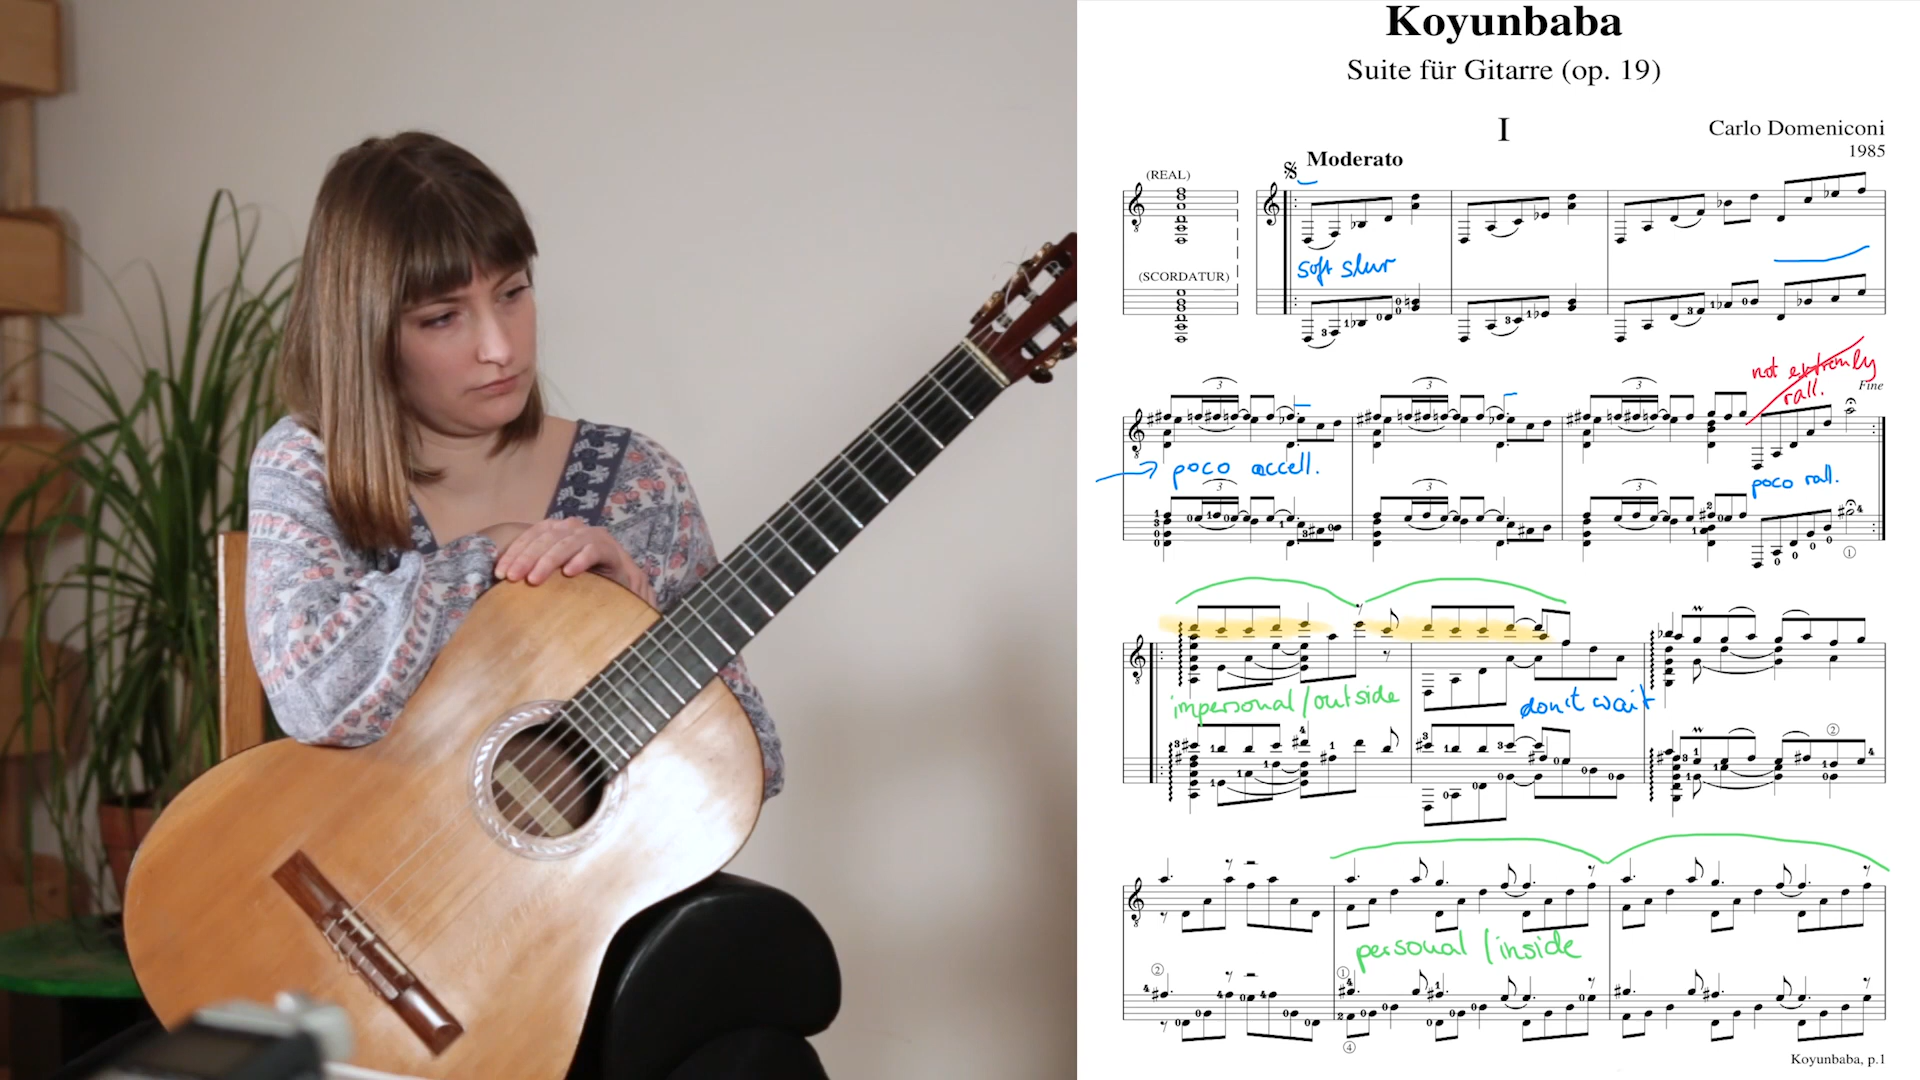 Koyunbaba
Suite für Gitarre (op. 19)
I
Carlo Domeniconi
1985
Moderato
(REAL)
(SCORDATUR)
soft slur
not extremly
rall.
Fine
poco accell.
poco rall.
impersonal/outside
don't wait
personal/inside
Koyunbaba, p.1